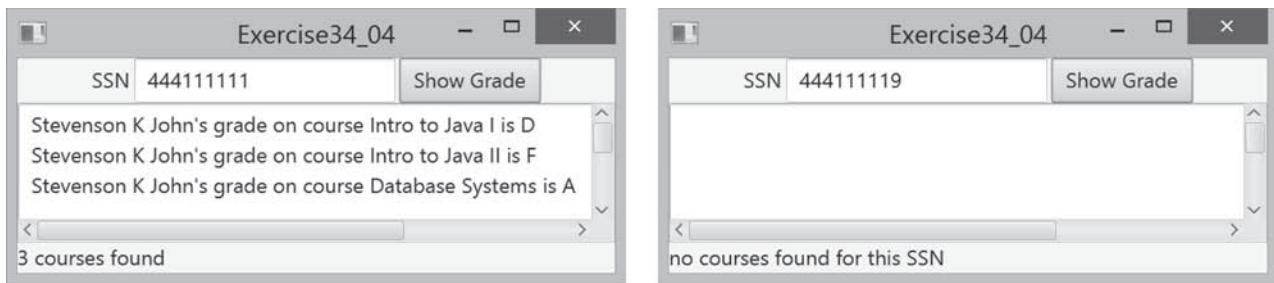 Exercise34_04
SSN 444111111 Show Grade
Stevenson K John's grade on course Intro to Java I is D
Stevenson K John's grade on course Intro to Java II is F
Stevenson K John's grade on course Database Systems is A
3 courses found
Exercise34_04
SSN 444111119 Show Grade
no courses found for this SSN